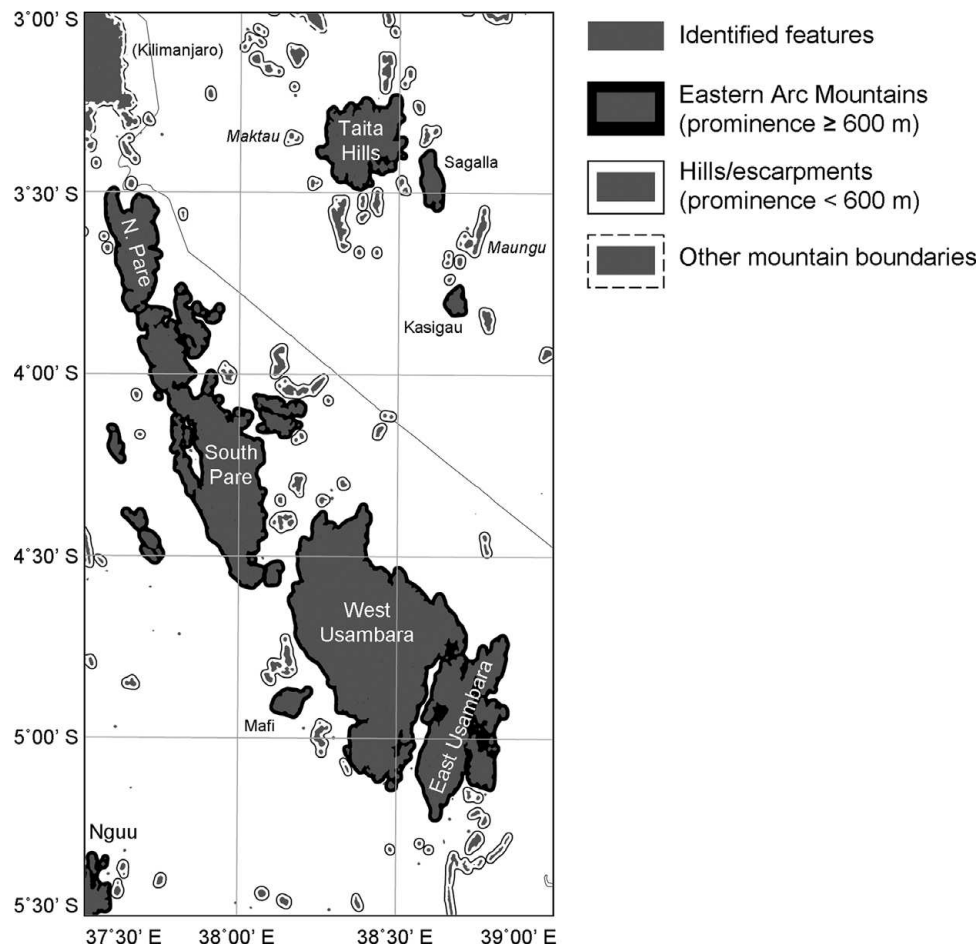 3˚00' S
(Kilimanjaro)
Maktau
Taita
Hills
Sagalla
3˚30' S
N. Pare
Maungu
Kasigau
4˚00' S
South
Pare
4˚30' S
West
Usambara
East Usambara
Mafi
5˚00' S
Nguu
5˚30' S
37˚30' E
38˚00' E
38˚30' E
39˚00' E
Identified features
Eastern Arc Mountains
(prominence ≥ 600 m)
Hills/escarpments
(prominence < 600 m)
Other mountain boundaries